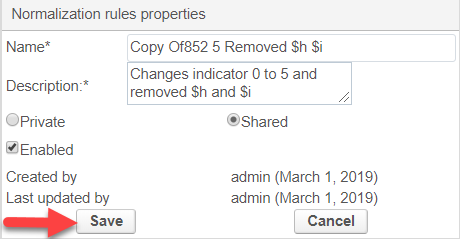 Normalization rules properties
Name* Copy Of852 5 Removed $h $i
Description:* Changes indicator 0 to 5 and
removed $h and $i
Private Shared
Enabled
Created by admin (March 1, 2019)
Last updated by admin (March 1, 2019)
Save Cancel